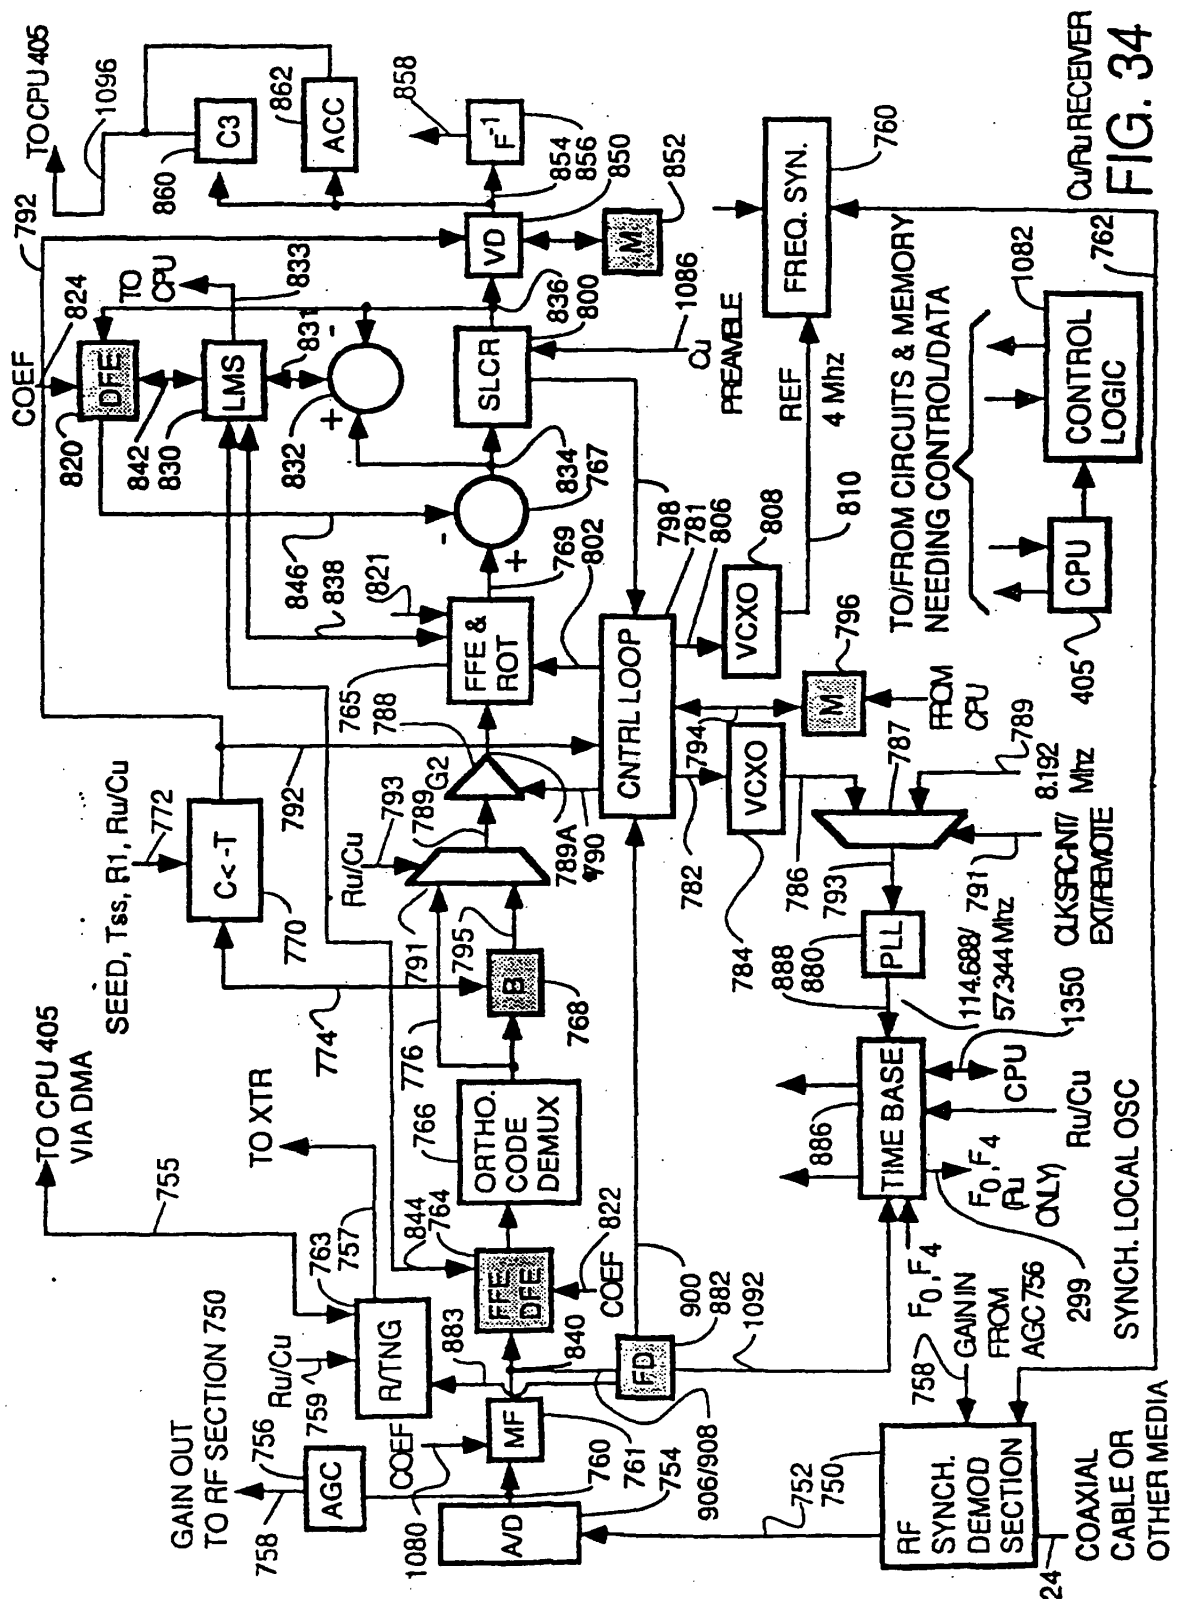 TO CPU 405
VIA DMA
755
GAIN OUT
TO RF SECTION 750
758
756
AGC
Ru/Cu
759
763
757
R/TNG
TO XTR
SEED, Tss, R1, Ru/Cu
772
C<-T
770
774
792
792
COEF
824
820
DFE
842
830
LMS
TO
CPU
833
831
832
+
-
TO CPU 405
1096
860
C3
862
ACC
858
F-1
854
856
850
VD
852
M
COEF
1080
A/D
MF
883
844
764
FFE
DFE
840
822
COEF
766
ORTHO.
CODE
DEMUX
776
791
795
B
768
Ru/Cu
793
789
G2
788
789A
790
765
FFE &
ROT
846
838
821
769
802
-
+
834
767
SLCR
836
800
1086
Cu
PREAMBLE
760
761
754
906/908
FD
900
882
1092
CNTRL LOOP
798
781
806
782
794
VCXO
784
786
VCXO
808
810
REF
4 Mhz
FREQ. SYN.
760
M
796
FROM
CPU
787
789
8.192
Mhz
793
791
CLKSRC-INT/
EXT/REMOTE
PLL
888
880
114.688/
57.344 Mhz
TIME BASE
886
1350
CPU
Ru/Cu
F0, F4
(Ru
ONLY)
299
F0, F4
758
GAIN IN
FROM
AGC 756
752
750
RF
SYNCH.
DEMOD
SECTION
24
COAXIAL
CABLE OR
OTHER MEDIA
SYNCH. LOCAL OSC
TO/FROM CIRCUITS & MEMORY
NEEDING CONTROL/DATA
405
CPU
CONTROL
LOGIC
1082
762
Cu/Ru RECEIVER
FIG. 34